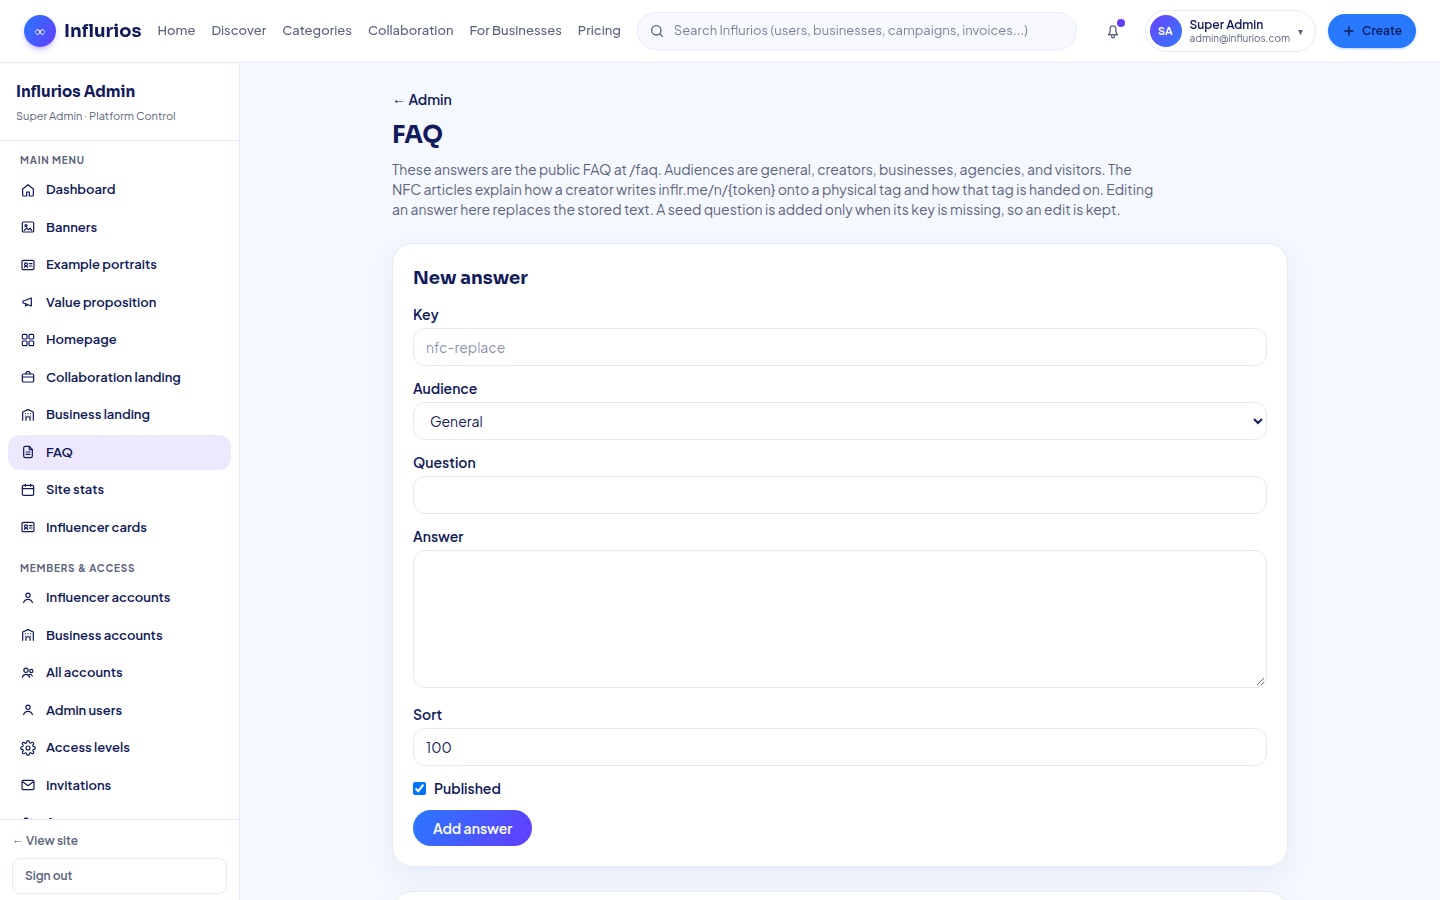 Influrios
Home
Discover
Categories
Collaboration
For Businesses
Pricing
Search Influrios (users, businesses, campaigns, invoices...)
SA
Super Admin
admin@influrios.com
Create
Influrios Admin
Super Admin · Platform Control
MAIN MENU
Dashboard
Banners
Example portraits
Value proposition
Homepage
Collaboration landing
Business landing
FAQ
Site stats
Influencer cards
MEMBERS & ACCESS
Influencer accounts
Business accounts
All accounts
Admin users
Access levels
Invitations
← View site
Sign out
← Admin
FAQ
These answers are the public FAQ at /faq. Audiences are general, creators, businesses, agencies, and visitors. The
NFC articles explain how a creator writes inflr.me/n/{token} onto a physical tag and how that tag is handed on. Editing
an answer here replaces the stored text. A seed question is added only when its key is missing, so an edit is kept.
New answer
Key
nfc-replace
Audience
General
Question
Answer
Sort
100
Published
Add answer